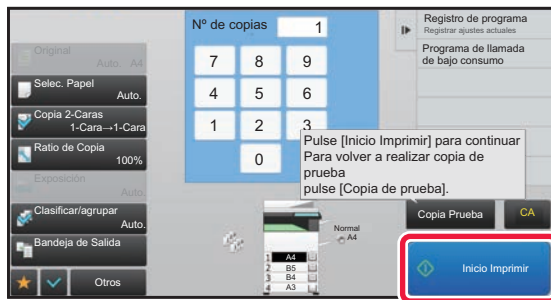 Nº de copias 1
Registro de programa
Registrar ajustes actuales
Programa de llamada
de bajo consumo
Original
Auto. A4
Selec. Papel
Auto.
Copia 2-Caras
1-Cara→1-Cara
Ratio de Copia
100%
Exposición
Auto.
Clasificar/agrupar
Auto.
Bandeja de Salida
Otros
7 8 9
4 5 6
1 2 3
0
Pulse [Inicio Imprimir] para continuar
Para volver a realizar copia de
prueba
pulse [Copia de prueba].
Normal
A4
1 A4
2 B5
3 B4
4 A3
Copia Prueba
CA
Inicio Imprimir